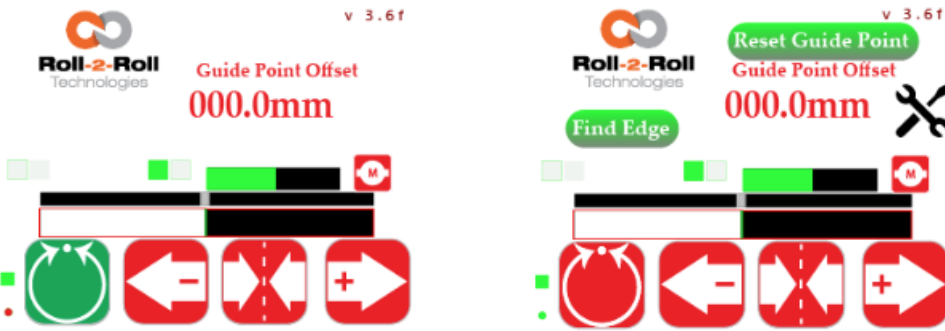 v 3.6f
Roll-2-Roll
Technologies
Guide Point Offset
000.0mm
M
−
+
v 3.6f
Reset Guide Point
Roll-2-Roll
Technologies
Guide Point Offset
000.0mm
Find Edge
M
−
+